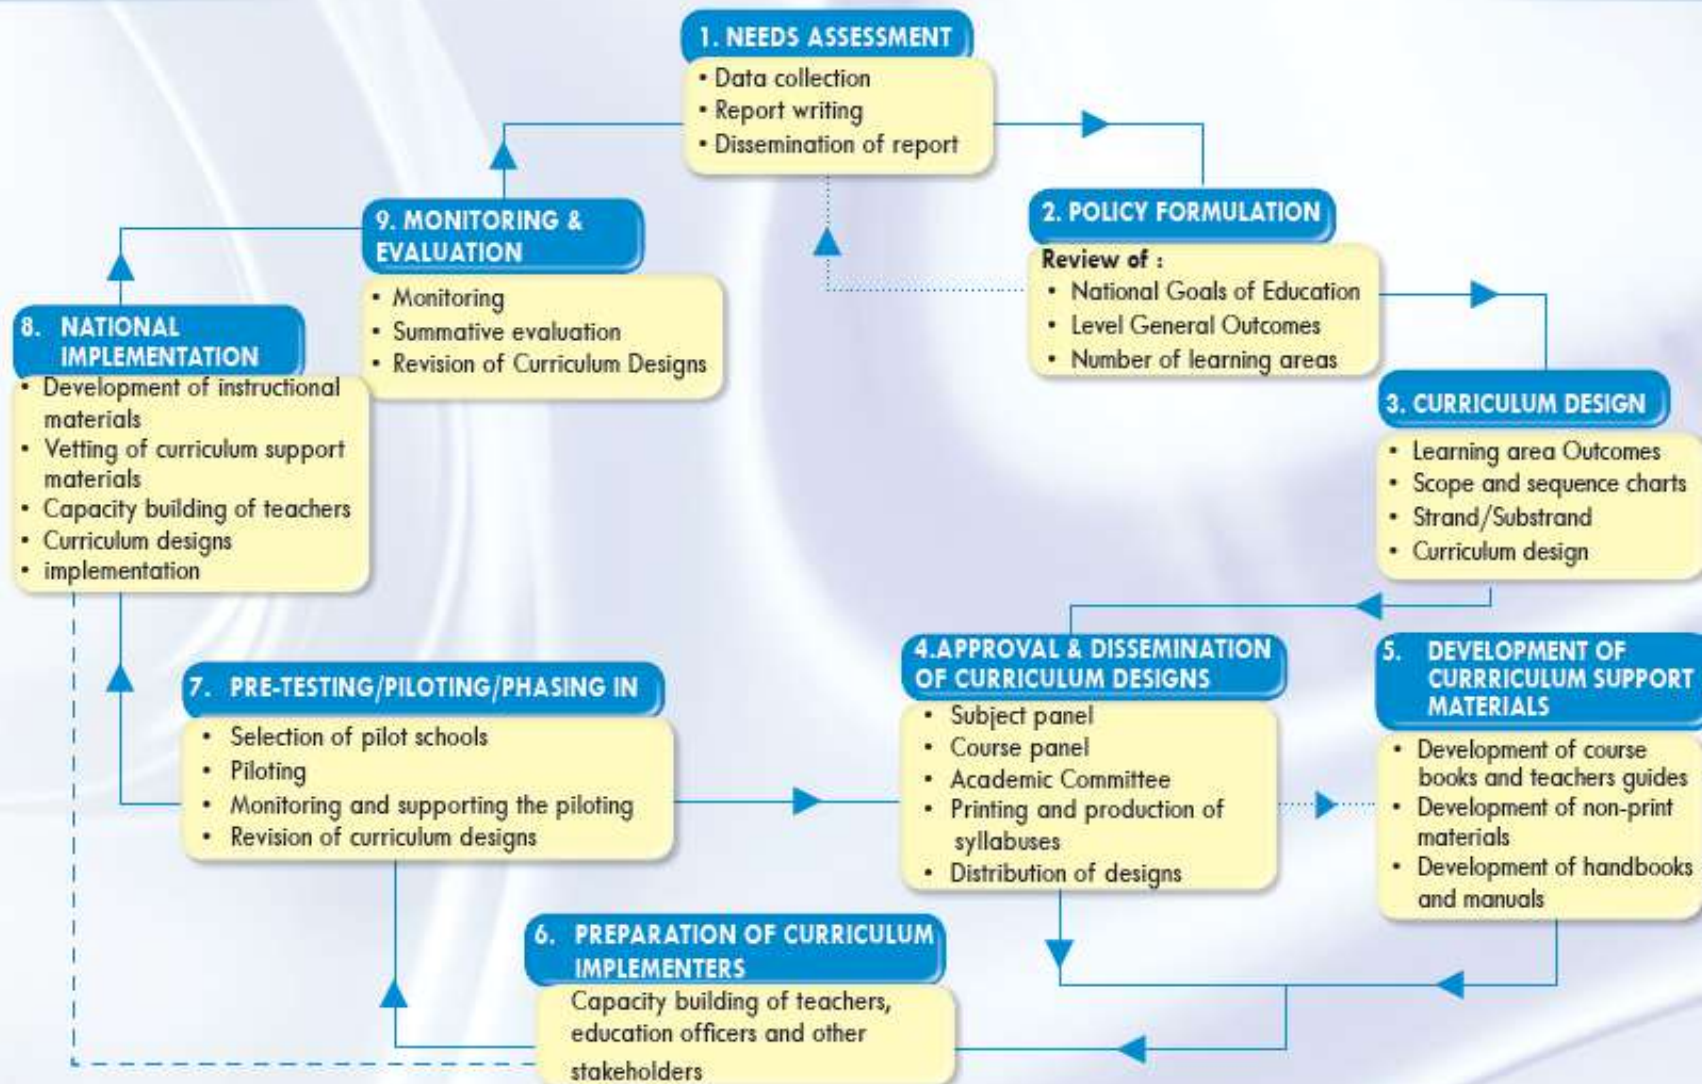 1. NEEDS ASSESSMENT
• Data collection
• Report writing
• Dissemination of report
2. POLICY FORMULATION
Review of :
• National Goals of Education
• Level General Outcomes
• Number of learning areas
3. CURRICULUM DESIGN
• Learning area Outcomes
• Scope and sequence charts
• Strand/Substrand
• Curriculum design
4.APPROVAL & DISSEMINATION
OF CURRICULUM DESIGNS
• Subject panel
• Course panel
• Academic Committee
• Printing and production of
syllabuses
• Distribution of designs
5. DEVELOPMENT OF
CURRRICULUM SUPPORT
MATERIALS
• Development of course
books and teachers guides
• Development of non-print
materials
• Development of handbooks
and manuals
6. PREPARATION OF CURRICULUM
IMPLEMENTERS
Capacity building of teachers,
education officers and other
stakeholders
7. PRE-TESTING/PILOTING/PHASING IN
• Selection of pilot schools
• Piloting
• Monitoring and supporting the piloting
• Revision of curriculum designs
8. NATIONAL
IMPLEMENTATION
• Development of instructional
materials
• Vetting of curriculum support
materials
• Capacity building of teachers
• Curriculum designs
• implementation
9. MONITORING &
EVALUATION
• Monitoring
• Summative evaluation
• Revision of Curriculum Designs